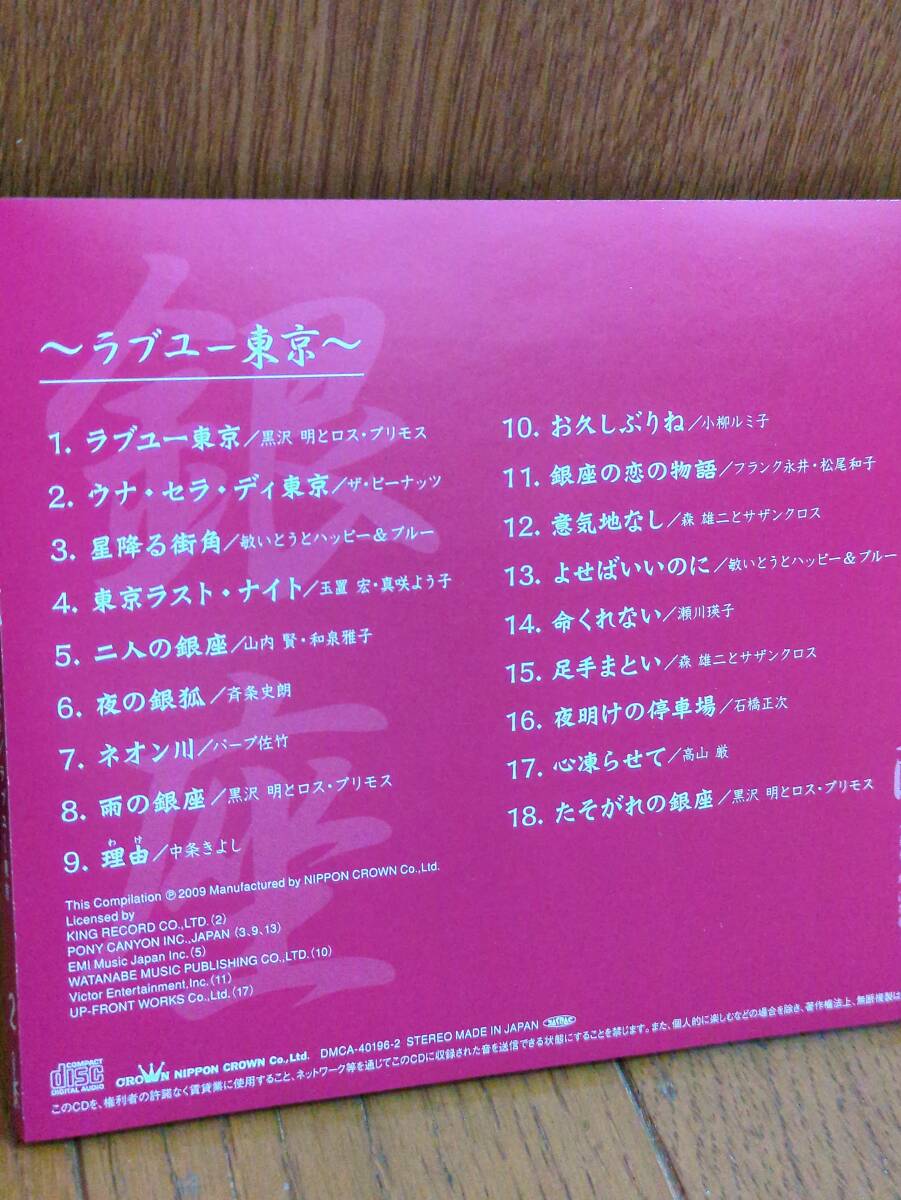 銀座
～ラブユー東京～
1. ラブユー東京／黒沢 明とロス・プリモス
2. ウナ・セラ・ディ東京／ザ・ピーナッツ
3. 星降る街角／敏いとうとハッピー＆ブルー
4. 東京ラスト・ナイト／玉置 宏・真咲よう子
5. 二人の銀座／山内 賢・和泉雅子
6. 夜の銀狐／斉条史朗
7. ネオン川／バーブ佐竹
8. 雨の銀座／黒沢 明とロス・プリモス
わけ
9. 理由／中条きよし
10. お久しぶりね／小柳ルミ子
11. 銀座の恋の物語／フランク永井・松尾和子
12. 意気地なし／森 雄二とサザンクロス
13. よせばいいのに／敏いとうとハッピー＆ブルー
14. 命くれない／瀬川瑛子
15. 足手まとい／森 雄二とサザンクロス
16. 夜明けの停車場／石橋正次
17. 心凍らせて／高山 厳
18. たそがれの銀座／黒沢 明とロス・プリモス
This Compilation ℗2009 Manufactured by NIPPON CROWN Co.,Ltd.
Licensed by
KING RECORD CO.,LTD.(2)
PONY CANYON INC.,JAPAN (3、9、13)
EMI Music Japan Inc.(5)
WATANABE MUSIC PUBLISHING CO.,LTD.(10)
Victor Entertainment,Inc.(11)
UP-FRONT WORKS Co.,Ltd.(17)
COMPACT disc DIGITAL AUDIO
CROWN NIPPON CROWN Co.,Ltd. DMCA-40196-2 STEREO MADE IN JAPAN
このCDを、権利者の許諾なく賃貸業に使用すること、ネットワーク等を通じてこのCDに収録された音を送信できる状態にすることを禁じます。また、個人的に楽しむなどの場合を除き、著作権法上、無断複製は
2